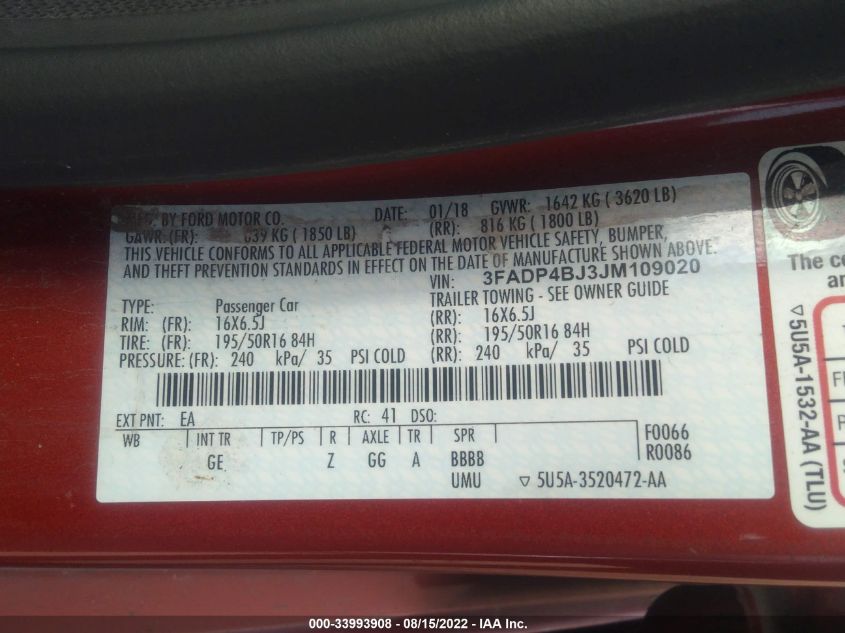 MFG. BY FORD MOTOR CO. DATE: 01/18 GVWR: 1642 KG ( 3620 LB)
GAWR: (FR): 839 KG ( 1850 LB) (RR): 816 KG ( 1800 LB)
THIS VEHICLE CONFORMS TO ALL APPLICABLE FEDERAL MOTOR VEHICLE SAFETY, BUMPER,
AND THEFT PREVENTION STANDARDS IN EFFECT ON THE DATE OF MANUFACTURE SHOWN ABOVE.
VIN: 3FADP4BJ3JM109020
TYPE: Passenger Car TRAILER TOWING - SEE OWNER GUIDE
RIM: (FR): 16X6.5J (RR): 16X6.5J
TIRE: (FR): 195/50R16 84H (RR): 195/50R16 84H
PRESSURE: (FR): 240 kPa/ 35 PSI COLD (RR): 240 kPa/ 35 PSI COLD
EXT PNT: EA RC: 41 DSO:
WB INT TR TP/PS R AXLE TR SPR F0066
GE Z GG A BBBB R0086
UMU ▽ 5U5A-3520472-AA
The co
an
▽5U5A-1532-AA (TLU)
000-33993908 - 08/15/2022 - IAA Inc.